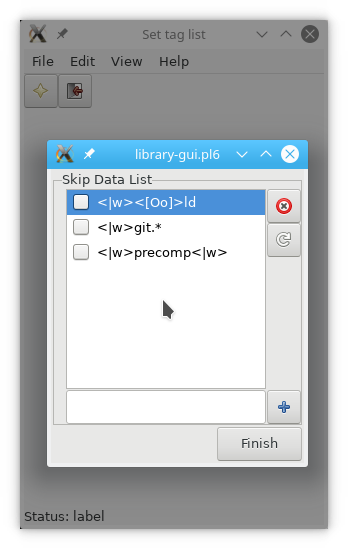 Set tag list
File Edit View Help
library-gui.pl6
Skip Data List
<|w><[Oo]>ld
<|w>git.*
<|w>precomp<|w>
Finish
Status: label